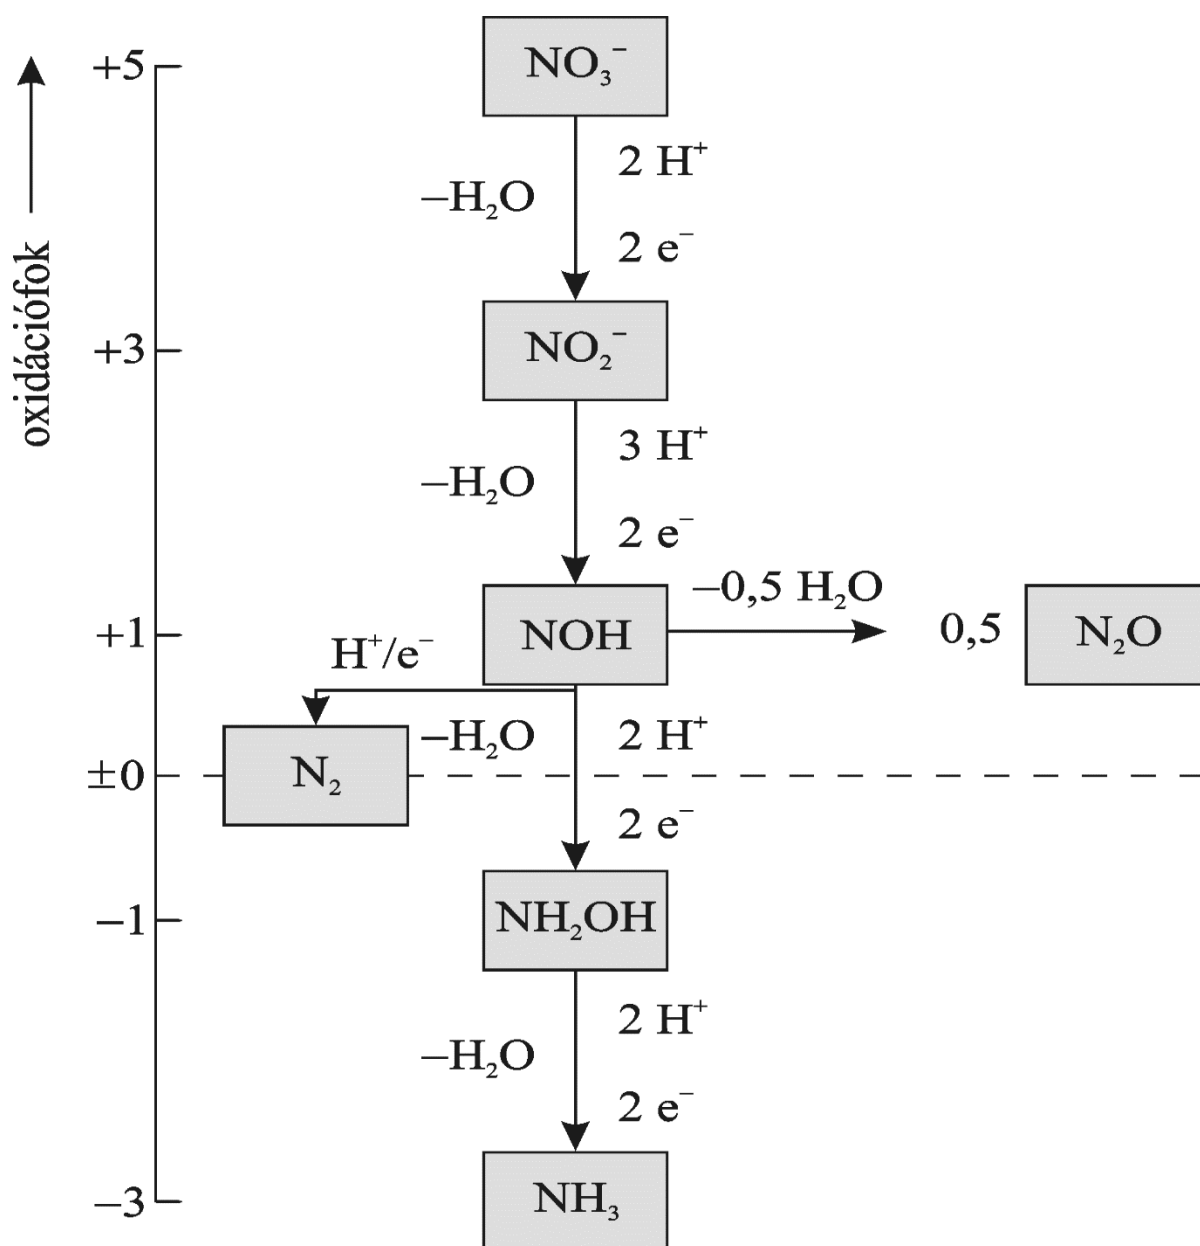 oxidációfok
+5
NO₃⁻
2 H⁺
–H₂O
2 e⁻
+3
NO₂⁻
3 H⁺
–H₂O
2 e⁻
+1
NOH
–0,5 H₂O
0,5
N₂O
H⁺/e⁻
–H₂O
2 H⁺
±0
N₂
2 e⁻
–1
NH₂OH
2 H⁺
–H₂O
2 e⁻
–3
NH₃